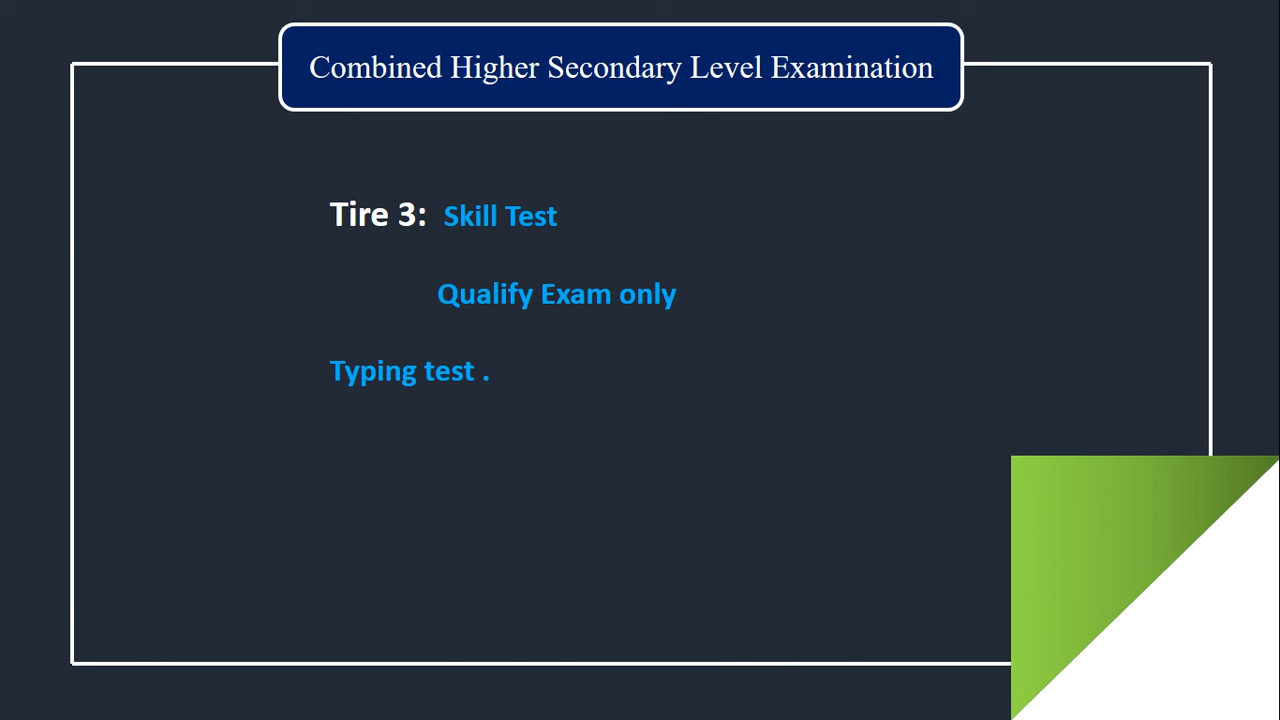 Combined Higher Secondary Level Examination
Tire 3: Skill Test
Qualify Exam only
Typing test .